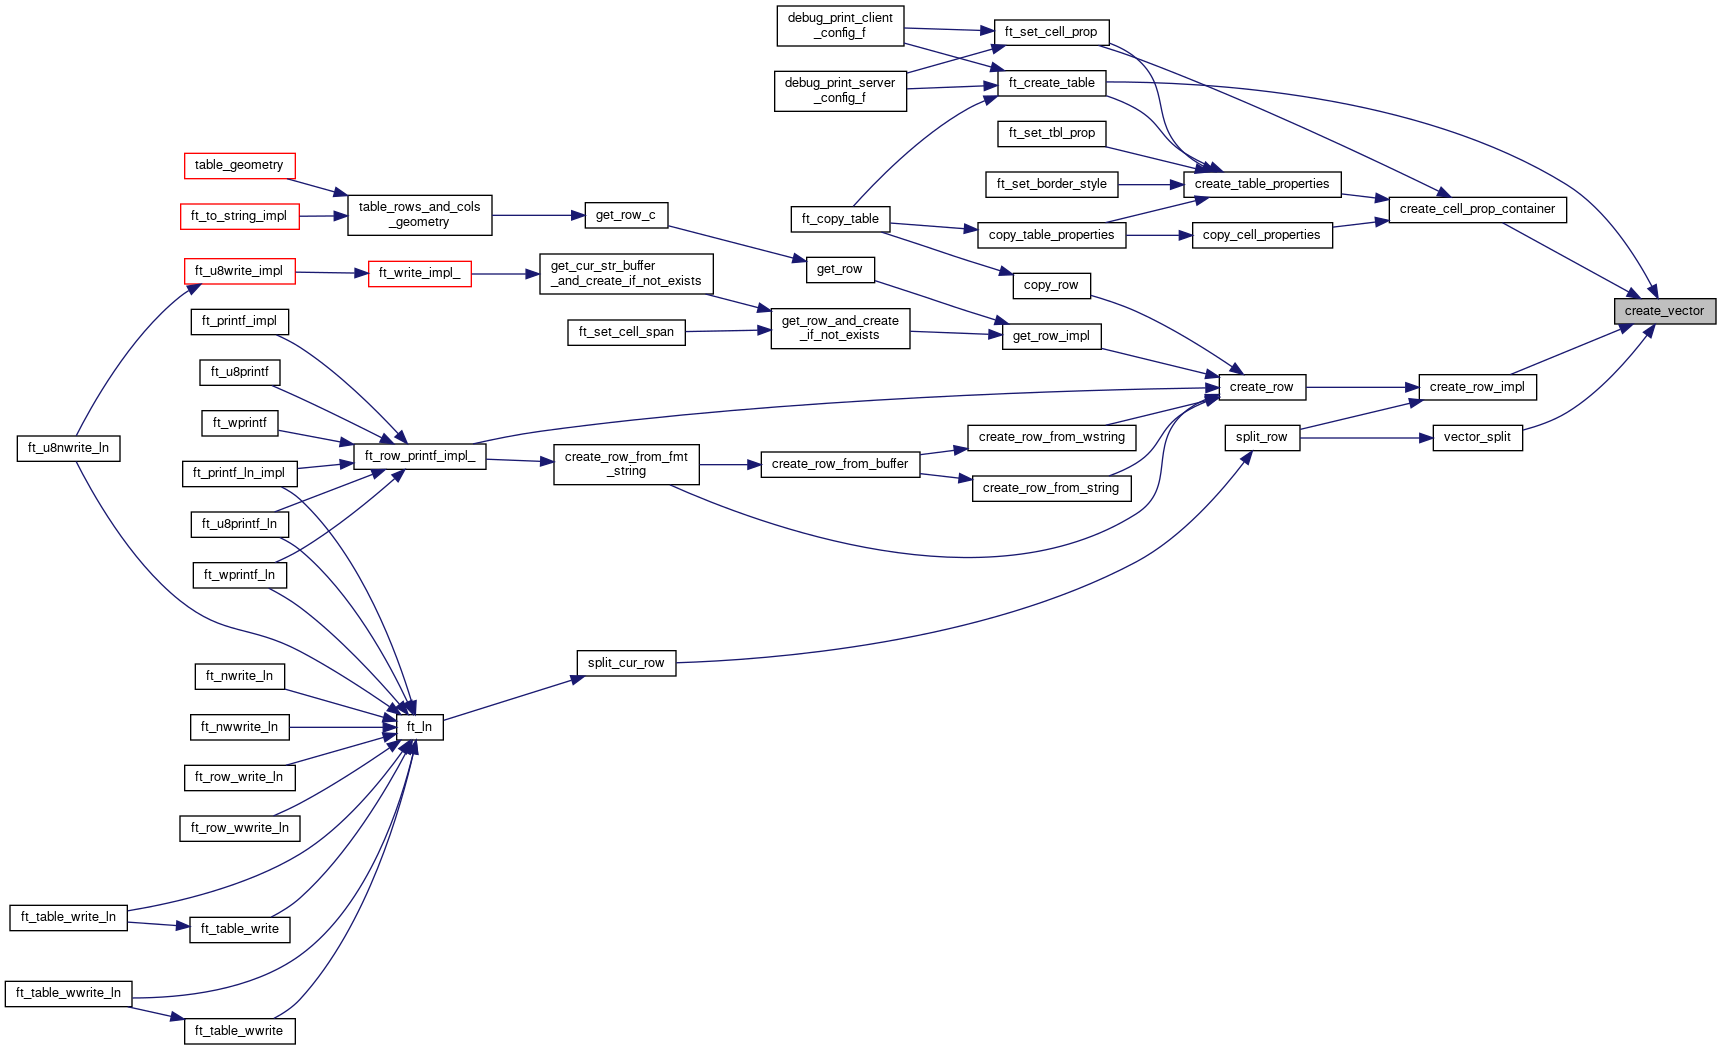 debug_print_client
_config_f
ft_set_cell_prop
debug_print_server
_config_f
ft_create_table
ft_set_tbl_prop
table_geometry
ft_set_border_style
create_table_properties
table_rows_and_cols
_geometry
ft_to_string_impl
get_row_c
ft_copy_table
create_cell_prop_container
copy_table_properties
copy_cell_properties
ft_u8write_impl
ft_write_impl_
get_cur_str_buffer
_and_create_if_not_exists
get_row
copy_row
create_vector
ft_printf_impl
ft_set_cell_span
get_row_and_create
_if_not_exists
get_row_impl
ft_u8printf
create_row
create_row_impl
ft_wprintf
ft_u8nwrite_ln
ft_row_printf_impl_
create_row_from_fmt
_string
create_row_from_buffer
create_row_from_wstring
split_row
vector_split
ft_printf_ln_impl
create_row_from_string
ft_u8printf_ln
ft_wprintf_ln
split_cur_row
ft_nwrite_ln
ft_nwwrite_ln
ft_ln
ft_row_write_ln
ft_row_wwrite_ln
ft_table_write_ln
ft_table_write
ft_table_wwrite_ln
ft_table_wwrite